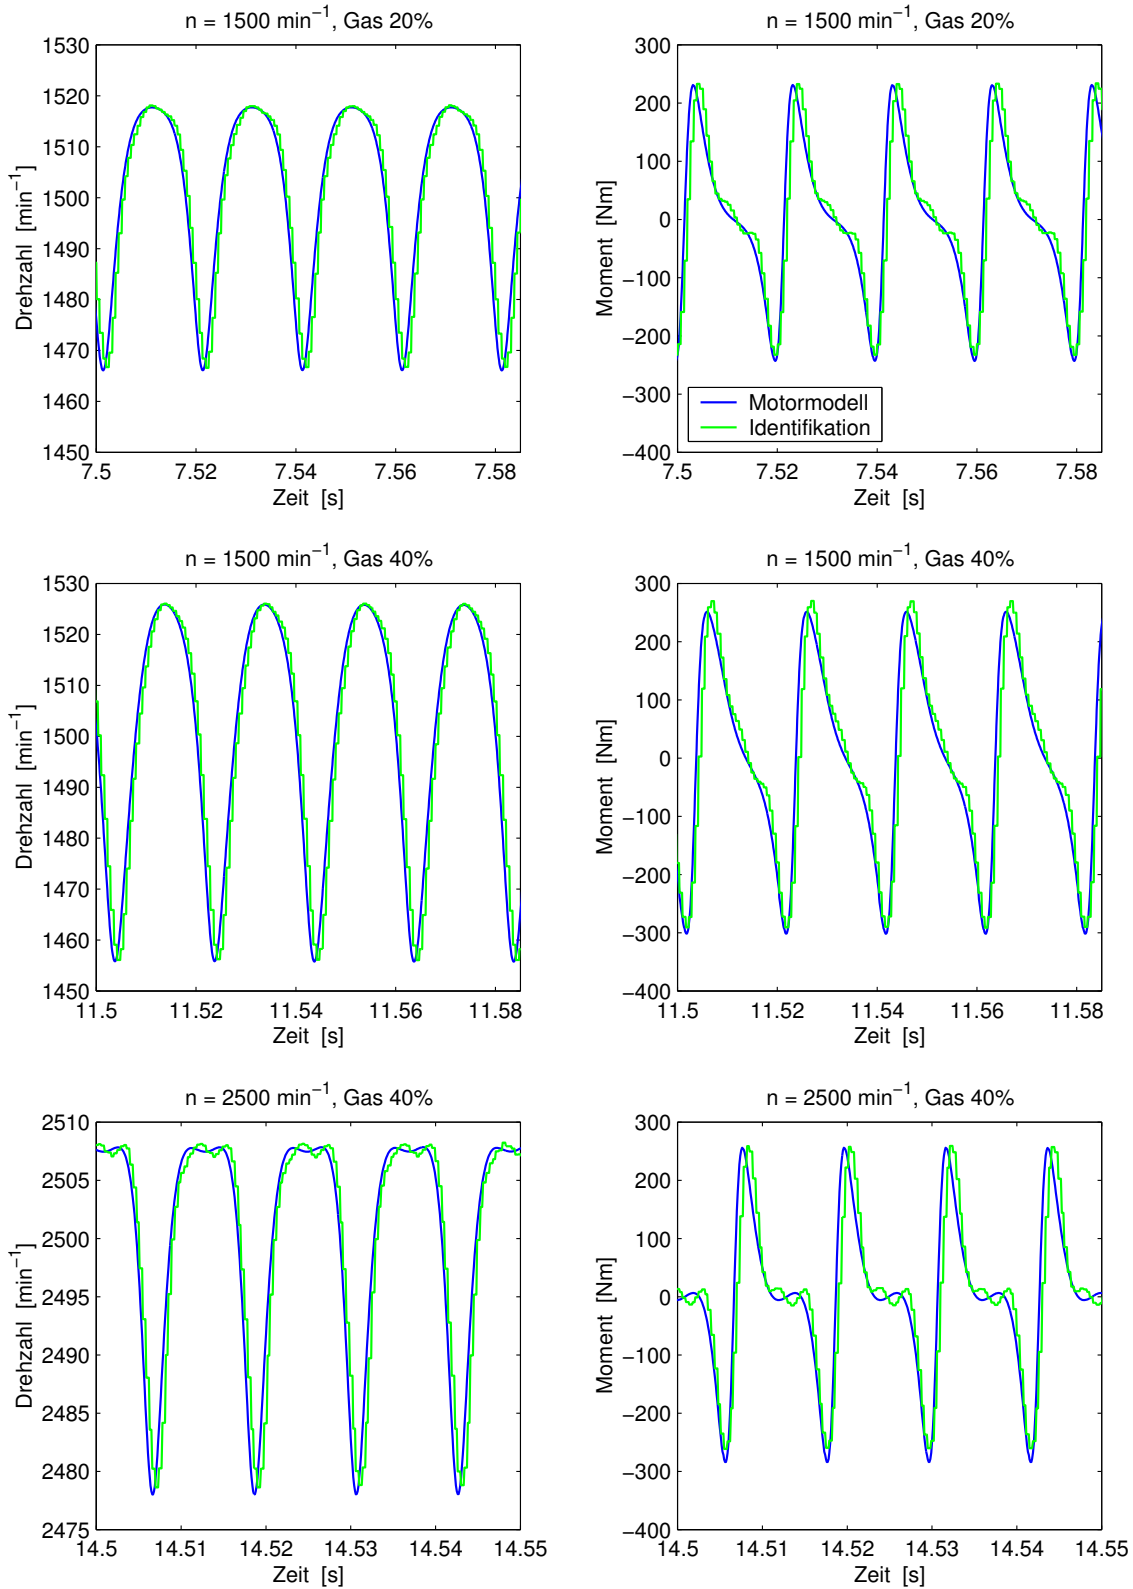 n = 1500 min⁻¹, Gas 20%
1530
1520
1510
1500
1490
1480
1470
1460
1450
Drehzahl [min⁻¹]
7.5 7.52 7.54 7.56 7.58
Zeit [s]
n = 1500 min⁻¹, Gas 20%
300
200
100
0
−100
−200
−300
−400
Moment [Nm]
Motormodell
Identifikation
7.5 7.52 7.54 7.56 7.58
Zeit [s]
n = 1500 min⁻¹, Gas 40%
1530
1520
1510
1500
1490
1480
1470
1460
1450
Drehzahl [min⁻¹]
11.5 11.52 11.54 11.56 11.58
Zeit [s]
n = 1500 min⁻¹, Gas 40%
300
200
100
0
−100
−200
−300
−400
Moment [Nm]
11.5 11.52 11.54 11.56 11.58
Zeit [s]
n = 2500 min⁻¹, Gas 40%
2510
2505
2500
2495
2490
2485
2480
2475
Drehzahl [min⁻¹]
14.5 14.51 14.52 14.53 14.54 14.55
Zeit [s]
n = 2500 min⁻¹, Gas 40%
300
200
100
0
−100
−200
−300
−400
Moment [Nm]
14.5 14.51 14.52 14.53 14.54 14.55
Zeit [s]